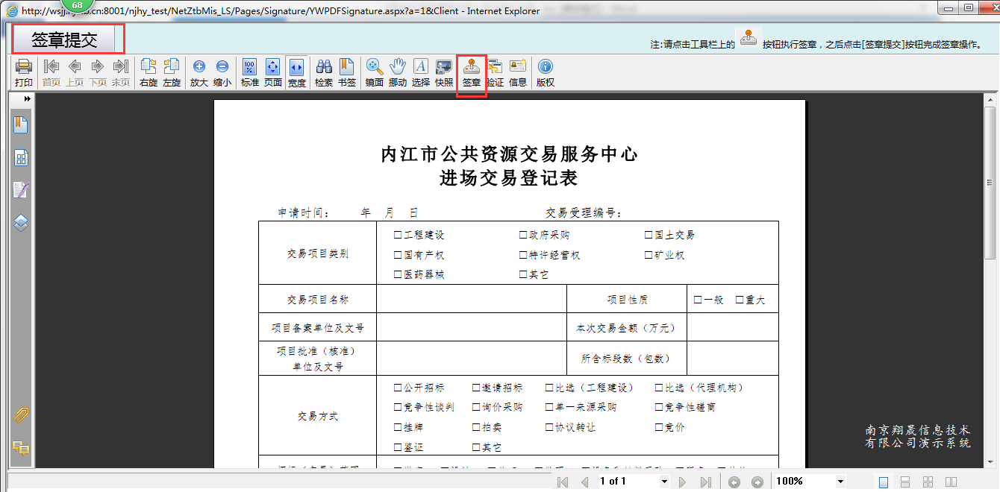 68
http://wsjj.
.cn:8001/njhy_test/NetZtbMis_LS/Pages/Signature/YWPDFSignature.aspx?a=1&Client - Internet Explorer
签章提交
注:请点击工具栏上的 按钮执行签章，之后点击[签章提交]按钮完成签章操作。
打印 首页 上页 下页 末页 右旋 左旋 放大 缩小 标准 页面 宽度 检索 书签 镜面 挪动 选择 快照 签章 验证 信息 版权
内江市公共资源交易服务中心
进场交易登记表
申请时间： 年 月 日 交易受理编号：
交易项目类别
□工程建设 □政府采购 □国土交易
□国有产权 □特许经营权 □矿业权
□医药器械 □其它
交易项目名称 项目性质 □一般 □重大
项目备案单位及文号 本次交易金额（万元）
项目批准（核准）
单位及文号
所含标段数（包数）
交易方式
□公开招标 □邀请招标 □比选（工程建设） □比选（代理机构）
□竞争性谈判 □询价采购 □单一来源采购 □竞争性磋商
□挂牌 □拍卖 □协议转让 □竞价
□鉴证 □其它
南京翔晟信息技术
有限公司演示系统
1 of 1 100%